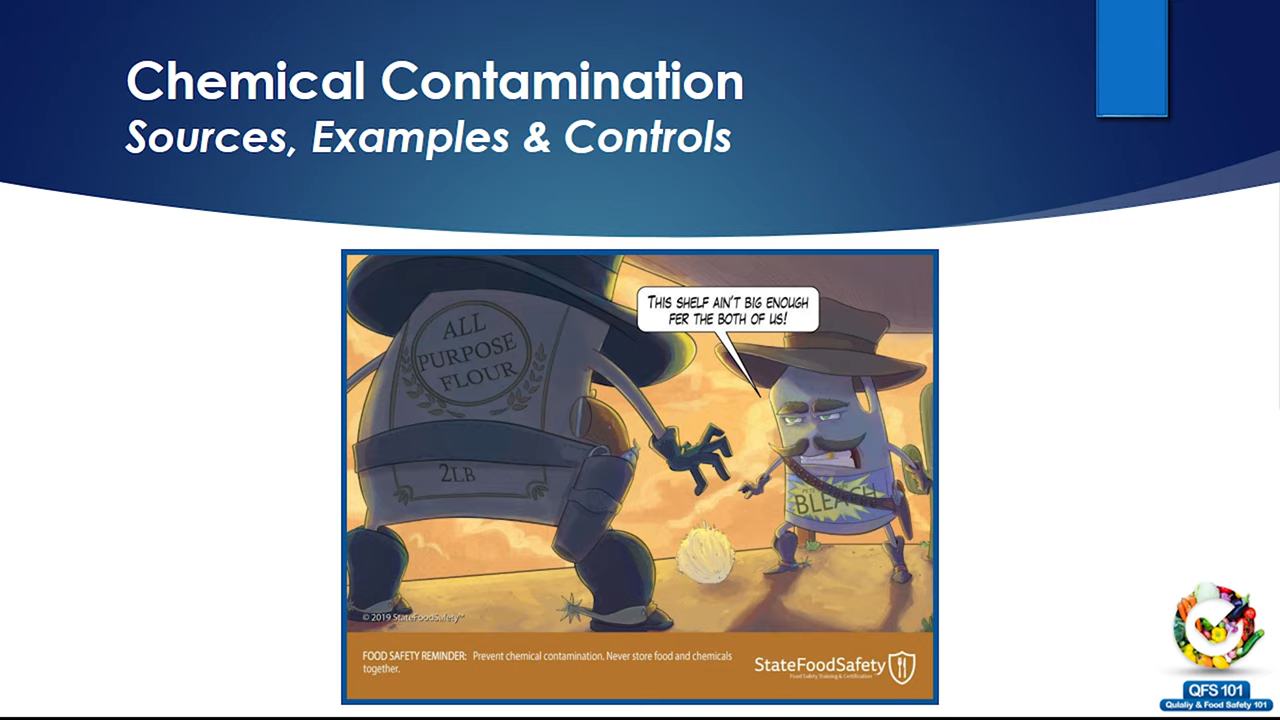 Chemical Contamination
Sources, Examples & Controls
THIS SHELF AIN'T BIG ENOUGH
FER THE BOTH OF US!
ALL
PURPOSE
FLOUR
2LB
BLEACH
© 2019 StateFoodSafety™
FOOD SAFETY REMINDER: Prevent chemical contamination. Never store food and chemicals
together.
StateFoodSafety
Food Safety Training & Certification
QFS 101
Qulaliy & Food Safety 101